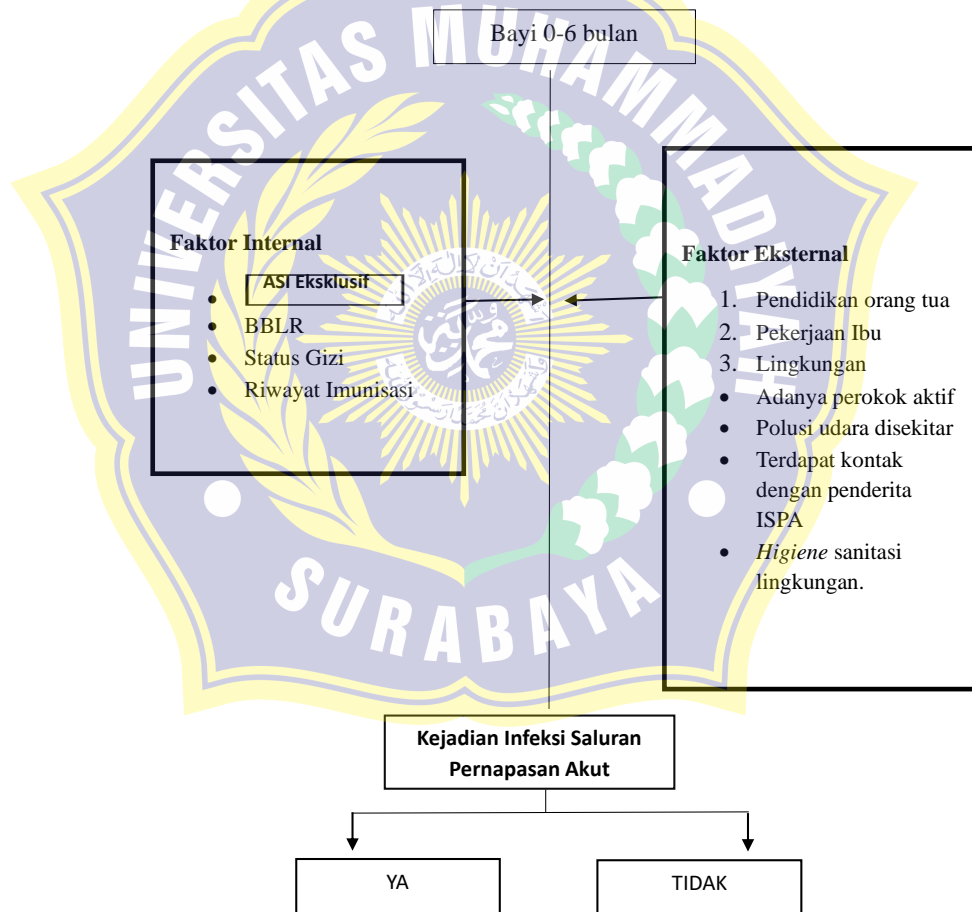 Bayi 0-6 bulan
UNIVERSITAS MUHAMMADIYAH
SURABAYA
Faktor Internal
• ASI Eksklusif
• BBLR
• Status Gizi
• Riwayat Imunisasi
Faktor Eksternal
1. Pendidikan orang tua
2. Pekerjaan Ibu
3. Lingkungan
• Adanya perokok aktif
• Polusi udara disekitar
• Terdapat kontak
dengan penderita
ISPA
• Higiene sanitasi
lingkungan.
Kejadian Infeksi Saluran
Pernapasan Akut
YA
TIDAK